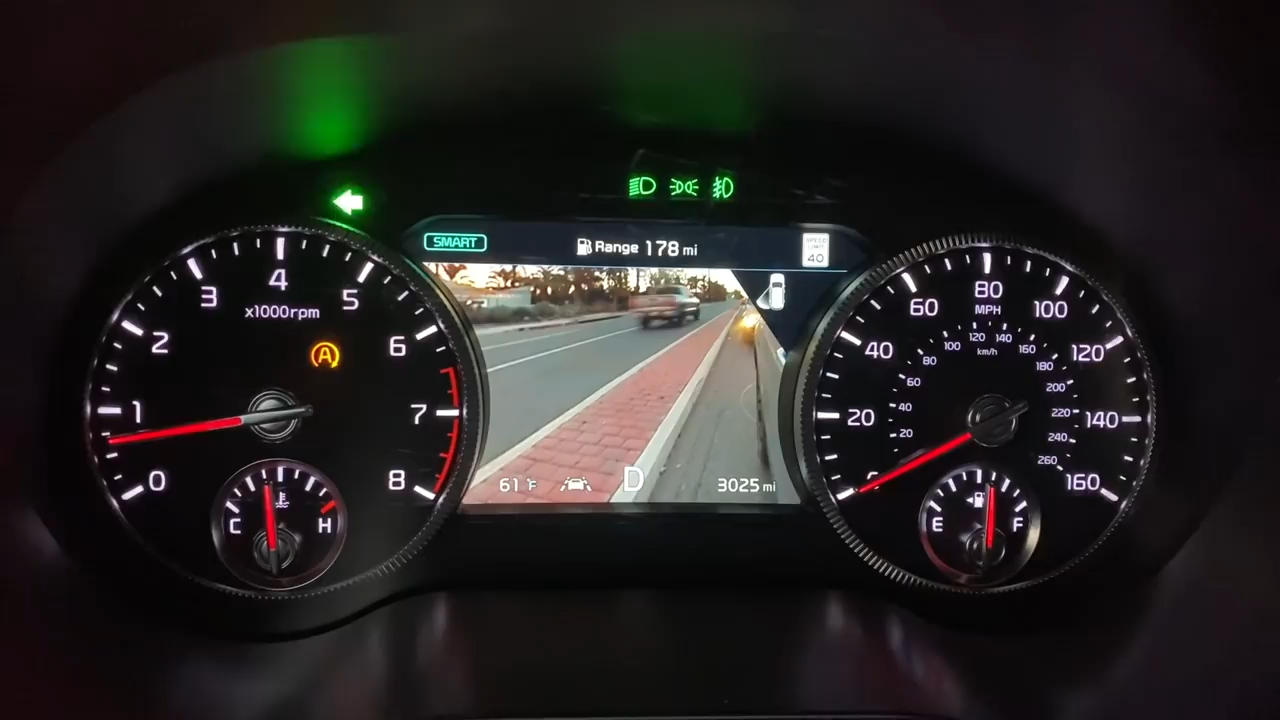 SMART
Range 178 mi
SPEED
LIMIT
40
0
1
2
3
4
5
6
7
8
x1000rpm
A
C
H
61°F
D
3025 mi
20
40
60
80
100
120
140
160
MPH
20
40
60
80
100
120
140
160
180
200
220
240
260
km/h
E
F